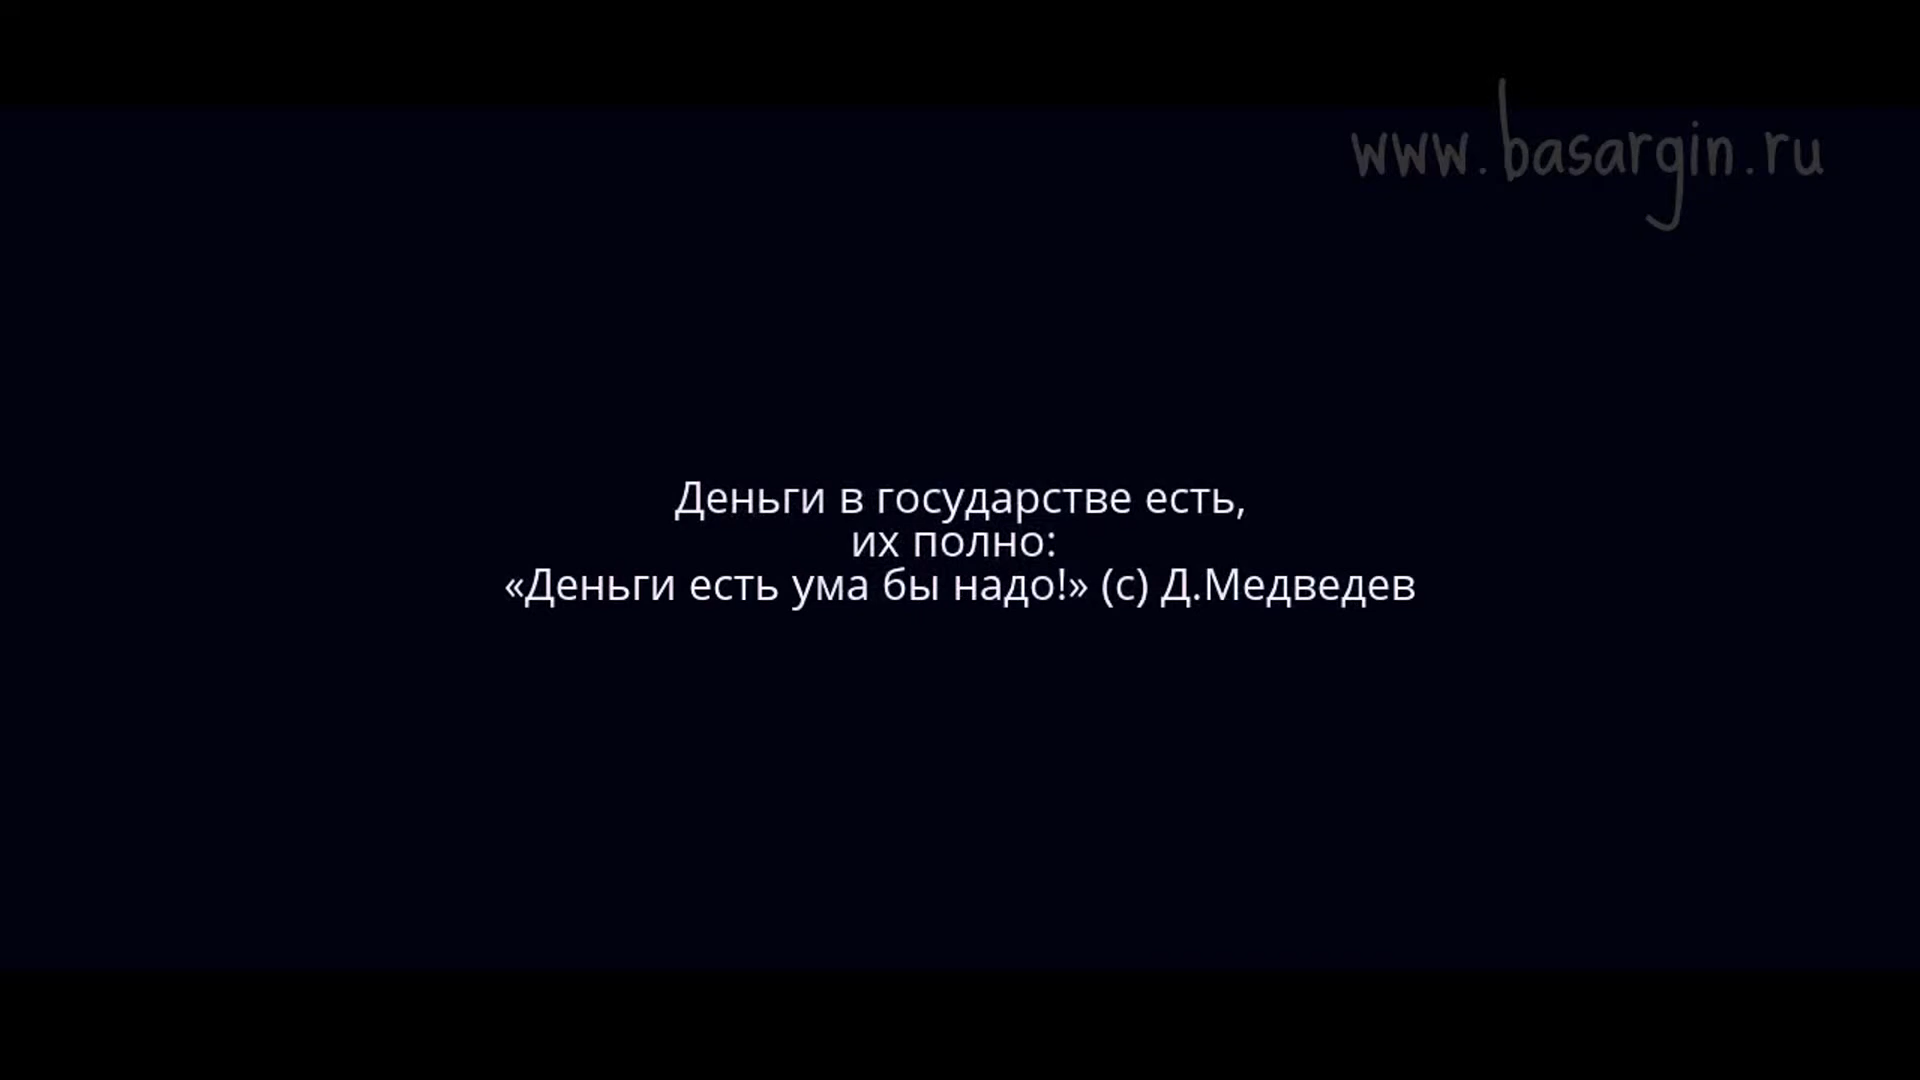 www.basargin.ru
Деньги в государстве есть,
их полно:
«Деньги есть ума бы надо!» (с) Д.Медведев